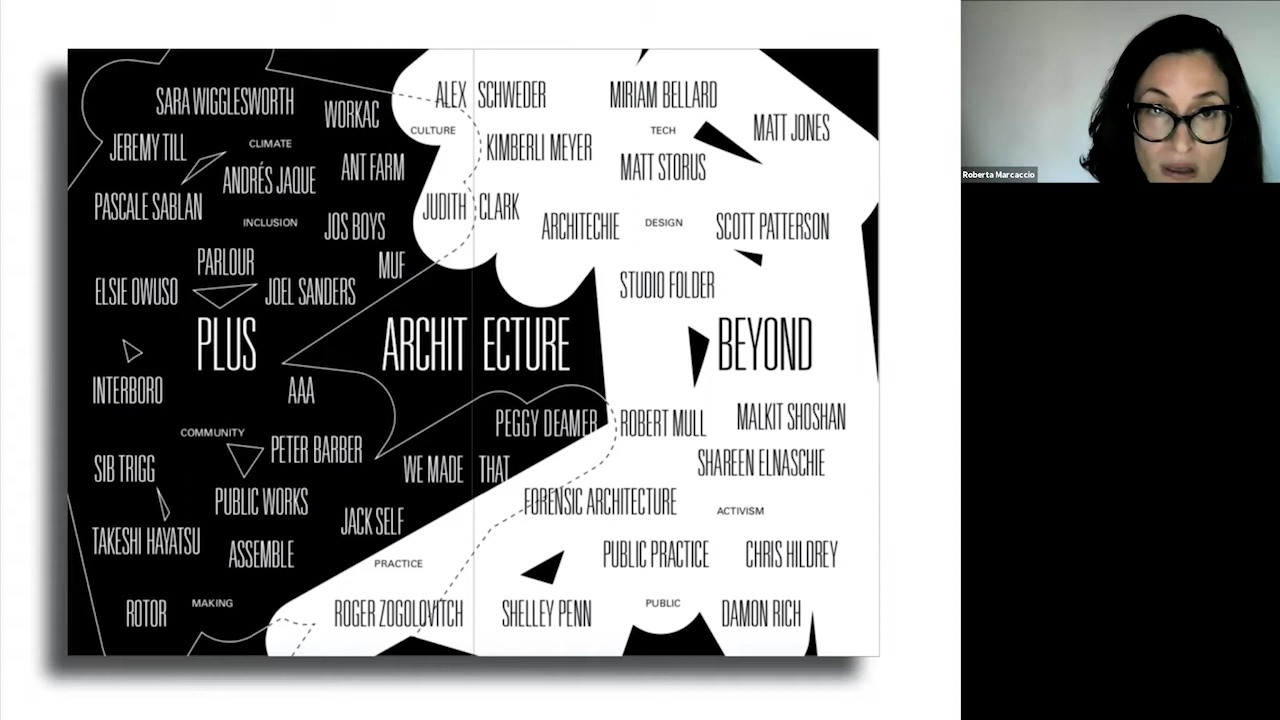 SARA WIGGLESWORTH
WORKAC
ALEX SCHWEDER
MIRIAM BELLARD
MATT JONES
JEREMY TILL
CLIMATE
CULTURE
KIMBERLI MEYER
TECH
ANDRÉS JAQUE
ANT FARM
MATT STORUS
PASCALE SABLAN
INCLUSION
JOS BOYS
JUDITH CLARK
ARCHITECHIE
DESIGN
SCOTT PATTERSON
PARLOUR
MUF
ELSIE OWUSO
JOEL SANDERS
STUDIO FOLDER
PLUS
ARCHITECTURE
BEYOND
INTERBORO
AAA
PEGGY DEAMER
ROBERT MULL
MALKIT SHOSHAN
COMMUNITY
PETER BARBER
SIB TRIGG
WE MADE THAT
SHAREEN ELNASCHIE
PUBLIC WORKS
JACK SELF
FORENSIC ARCHITECTURE
ACTIVISM
TAKESHI HAYATSU
ASSEMBLE
PRACTICE
PUBLIC PRACTICE
CHRIS HILDREY
ROTOR
MAKING
ROGER ZOGOLOVITCH
SHELLEY PENN
PUBLIC
DAMON RICH
Roberta Marcaccio